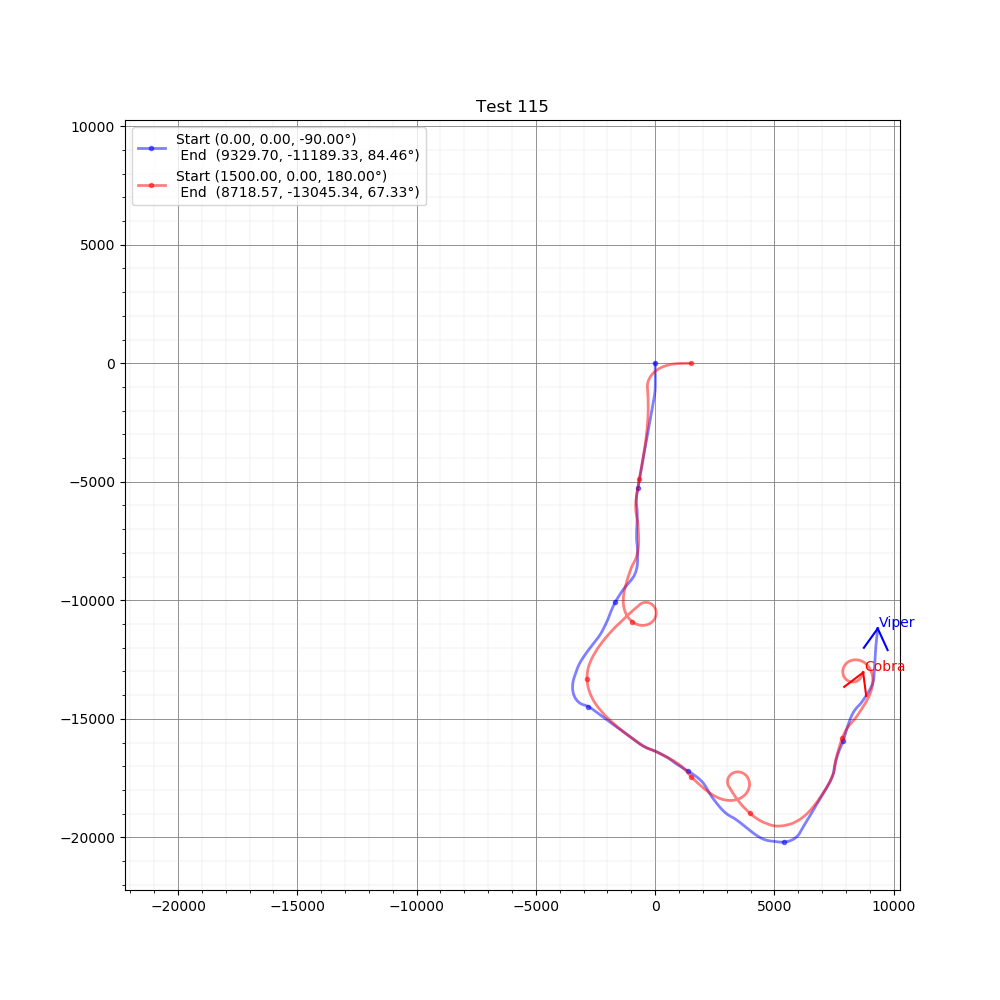 Test 115
Start (0.00, 0.00, -90.00°)
End  (9329.70, -11189.33, 84.46°)
Start (1500.00, 0.00, 180.00°)
End  (8718.57, -13045.34, 67.33°)
10000
5000
0
−5000
−10000
−15000
−20000
Viper
Cobra
−20000 −15000 −10000 −5000 0 5000 10000